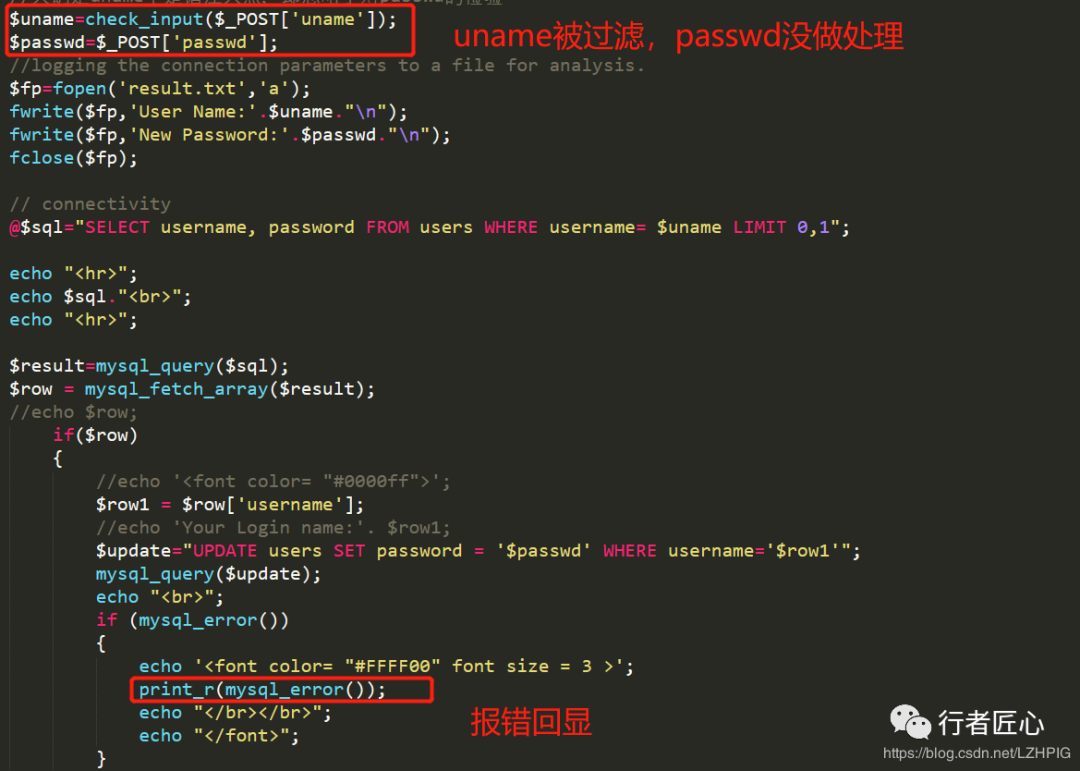 $uname=check_input($_POST['uname']);
$passwd=$_POST['passwd'];
uname被过滤，passwd没做处理
//logging the connection parameters to a file for analysis.
$fp=fopen('result.txt','a');
fwrite($fp,'User Name:'.$uname."\n");
fwrite($fp,'New Password:'.$passwd."\n");
fclose($fp);
// connectivity
@$sql="SELECT username, password FROM users WHERE username= $uname LIMIT 0,1";
echo "<hr>";
echo $sql."<br>";
echo "<hr>";
$result=mysql_query($sql);
$row = mysql_fetch_array($result);
//echo $row;
if($row)
{
//echo '<font color= "#0000ff">';
$row1 = $row['username'];
//echo 'Your Login name:'. $row1;
$update="UPDATE users SET password = '$passwd' WHERE username='$row1'";
mysql_query($update);
echo "<br>";
if (mysql_error())
{
echo '<font color= "#FFFF00" font size = 3 >';
print_r(mysql_error());
echo "</br></br>";
报错回显
echo "</font>";
}
行者匠心
https://blog.csdn.net/LZHPIG